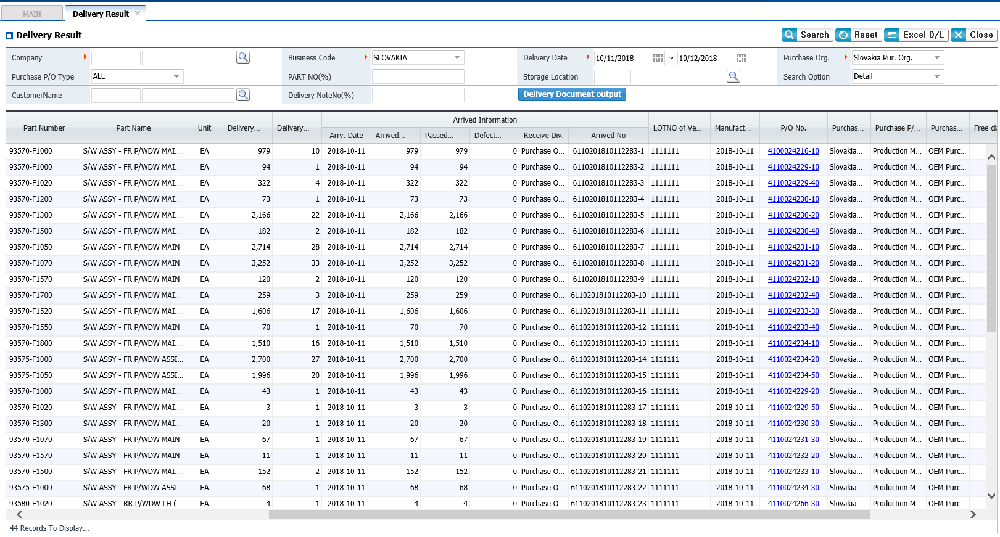 MAIN Delivery Result ×
Delivery Result Search Reset Excel D/L Close
Company Business Code SLOVAKIA Delivery Date 10/11/2018 ~ 10/12/2018 Purchase Org. Slovakia Pur. Org.
Purchase P/O Type ALL PART NO(%) Storage Location Search Option Detail
CustomerName Delivery NoteNo(%) Delivery Document output
Arrived Information
Part Number Part Name Unit Delivery... Delivery... LOTNO of Ve... Manufact... P/O No. Purchas... Purchase P/... Purchas... Free cl
Arrv. Date Arrived... Passed... Defect... Receive Div. Arrived No
93570-F1000 S/W ASSY - FR P/WDW MAI... EA 979 10 2018-10-11 979 979 0 Purchase O... 6110201810112283-1 1111111 2018-10-11 4100024216-10 Slovakia... Production M... OEM Purc...
93570-F1000 S/W ASSY - FR P/WDW MAI... EA 94 1 2018-10-11 94 94 0 Purchase O... 6110201810112283-2 1111111 2018-10-11 4110024229-10 Slovakia... Production M... OEM Purc...
93570-F1020 S/W ASSY - FR P/WDW MAI... EA 322 4 2018-10-11 322 322 0 Purchase O... 6110201810112283-3 1111111 2018-10-11 4110024229-40 Slovakia... Production M... OEM Purc...
93570-F1200 S/W ASSY - FR P/WDW MAI... EA 73 1 2018-10-11 73 73 0 Purchase O... 6110201810112283-4 1111111 2018-10-11 4110024230-10 Slovakia... Production M... OEM Purc...
93570-F1300 S/W ASSY - FR P/WDW MAI... EA 2,166 22 2018-10-11 2,166 2,166 0 Purchase O... 6110201810112283-5 1111111 2018-10-11 4110024230-20 Slovakia... Production M... OEM Purc...
93570-F1500 S/W ASSY - FR P/WDW MAI... EA 182 2 2018-10-11 182 182 0 Purchase O... 6110201810112283-6 1111111 2018-10-11 4110024230-40 Slovakia... Production M... OEM Purc...
93570-F1050 S/W ASSY - FR P/WDW MAIN EA 2,714 28 2018-10-11 2,714 2,714 0 Purchase O... 6110201810112283-7 1111111 2018-10-11 4110024231-10 Slovakia... Production M... OEM Purc...
93570-F1070 S/W ASSY - FR P/WDW MAIN EA 3,252 33 2018-10-11 3,252 3,252 0 Purchase O... 6110201810112283-8 1111111 2018-10-11 4110024231-20 Slovakia... Production M... OEM Purc...
93570-F1570 S/W ASSY - FR P/WDW MAIN EA 120 2 2018-10-11 120 120 0 Purchase O... 6110201810112283-9 1111111 2018-10-11 4110024232-10 Slovakia... Production M... OEM Purc...
93570-F1700 S/W ASSY - FR P/WDW MAI... EA 259 3 2018-10-11 259 259 0 Purchase O... 6110201810112283-10 1111111 2018-10-11 4110024232-40 Slovakia... Production M... OEM Purc...
93570-F1520 S/W ASSY - FR P/WDW MAI... EA 1,606 17 2018-10-11 1,606 1,606 0 Purchase O... 6110201810112283-11 1111111 2018-10-11 4110024233-30 Slovakia... Production M... OEM Purc...
93570-F1550 S/W ASSY - FR P/WDW MAIN EA 70 1 2018-10-11 70 70 0 Purchase O... 6110201810112283-12 1111111 2018-10-11 4110024233-40 Slovakia... Production M... OEM Purc...
93570-F1800 S/W ASSY - FR P/WDW MAI... EA 1,510 16 2018-10-11 1,510 1,510 0 Purchase O... 6110201810112283-13 1111111 2018-10-11 4110024234-10 Slovakia... Production M... OEM Purc...
93575-F1000 S/W ASSY - FR P/WDW ASSI... EA 2,700 27 2018-10-11 2,700 2,700 0 Purchase O... 6110201810112283-14 1111111 2018-10-11 4110024234-20 Slovakia... Production M... OEM Purc...
93575-F1050 S/W ASSY - FR P/WDW ASSI... EA 1,996 20 2018-10-11 1,996 1,996 0 Purchase O... 6110201810112283-15 1111111 2018-10-11 4110024234-50 Slovakia... Production M... OEM Purc...
93570-F1000 S/W ASSY - FR P/WDW MAI... EA 43 1 2018-10-11 43 43 0 Purchase O... 6110201810112283-16 1111111 2018-10-11 4110024229-20 Slovakia... Production M... OEM Purc...
93570-F1020 S/W ASSY - FR P/WDW MAI... EA 3 1 2018-10-11 3 3 0 Purchase O... 6110201810112283-17 1111111 2018-10-11 4110024229-50 Slovakia... Production M... OEM Purc...
93570-F1300 S/W ASSY - FR P/WDW MAI... EA 20 1 2018-10-11 20 20 0 Purchase O... 6110201810112283-18 1111111 2018-10-11 4110024230-30 Slovakia... Production M... OEM Purc...
93570-F1070 S/W ASSY - FR P/WDW MAIN EA 67 1 2018-10-11 67 67 0 Purchase O... 6110201810112283-19 1111111 2018-10-11 4110024231-30 Slovakia... Production M... OEM Purc...
93570-F1570 S/W ASSY - FR P/WDW MAIN EA 11 1 2018-10-11 11 11 0 Purchase O... 6110201810112283-20 1111111 2018-10-11 4110024232-20 Slovakia... Production M... OEM Purc...
93570-F1500 S/W ASSY - FR P/WDW MAI... EA 152 2 2018-10-11 152 152 0 Purchase O... 6110201810112283-21 1111111 2018-10-11 4110024233-10 Slovakia... Production M... OEM Purc...
93575-F1000 S/W ASSY - FR P/WDW ASSI... EA 68 1 2018-10-11 68 68 0 Purchase O... 6110201810112283-22 1111111 2018-10-11 4110024234-30 Slovakia... Production M... OEM Purc...
93580-F1020 S/W ASSY - RR P/WDW LH (... EA 4 1 2018-10-11 4 4 0 Purchase O... 6110201810112283-23 1111111 2018-10-11 4110024266-30 Slovakia... Production M... OEM Purc...
44 Records To Display...